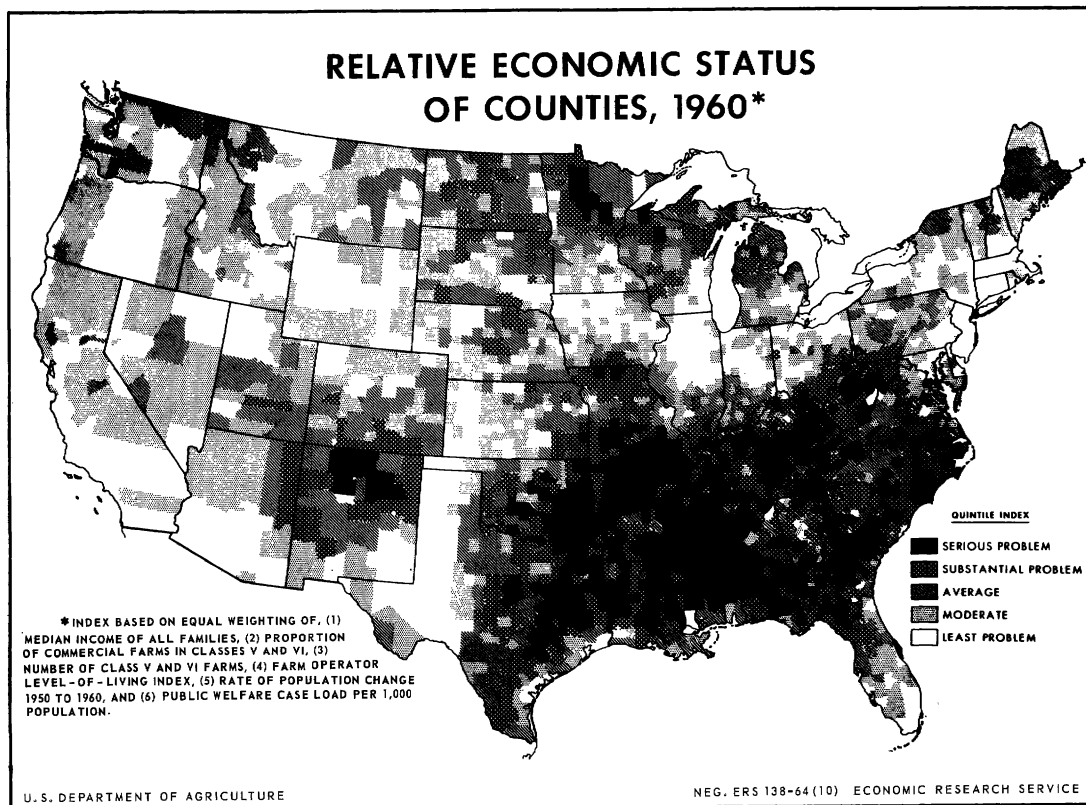 RELATIVE ECONOMIC STATUS
OF COUNTIES, 1960*
QUINTILE INDEX
SERIOUS PROBLEM
SUBSTANTIAL PROBLEM
AVERAGE
MODERATE
LEAST PROBLEM
*INDEX BASED ON EQUAL WEIGHTING OF, (1)
MEDIAN INCOME OF ALL FAMILIES, (2) PROPORTION
OF COMMERCIAL FARMS IN CLASSES V AND VI, (3)
NUMBER OF CLASS V AND VI FARMS, (4) FARM OPERATOR
LEVEL-OF-LIVING INDEX, (5) RATE OF POPULATION CHANGE
1950 TO 1960, AND (6) PUBLIC WELFARE CASE LOAD PER 1,000
POPULATION.
U.S. DEPARTMENT OF AGRICULTURE
NEG. ERS 138-64 (10) ECONOMIC RESEARCH SERVICE